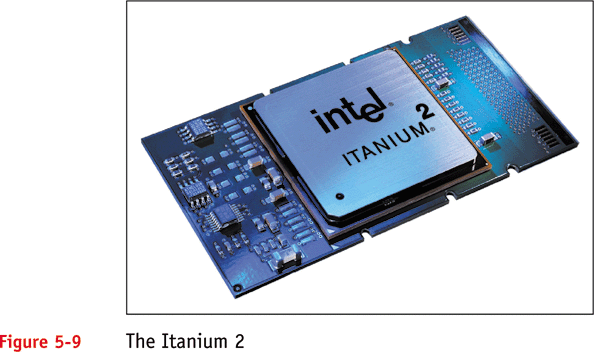 intel®
ITANIUM® 2
Figure 5-9 The Itanium 2